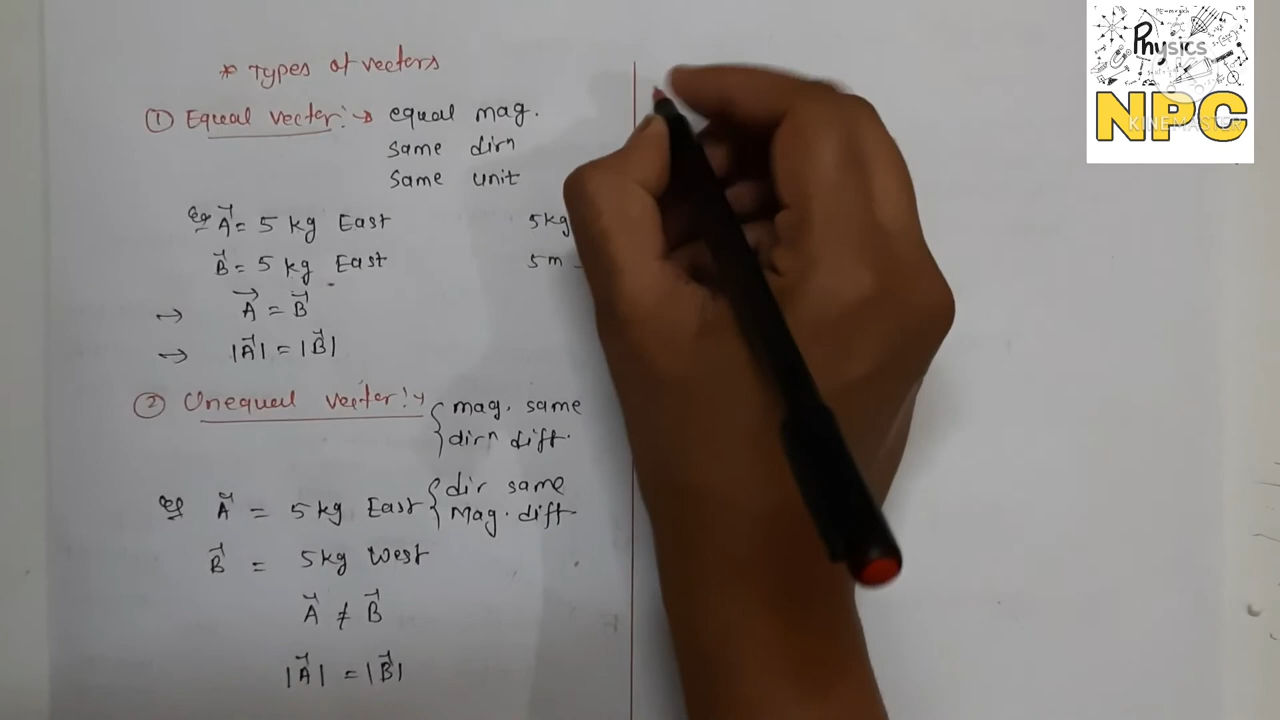 * Types of vectors
① Equal vector:→ equal mag.
same dirn
same unit
eg A⃗ = 5 kg East 5kg
B⃗ = 5 kg East 5m -
→ A⃗ = B⃗
→ |A⃗| = |B⃗|
② Unequal vector:→ { mag. same
dirn diff.
{ dir same
eg A⃗ = 5 kg East Mag. diff
B⃗ = 5kg West
A⃗ ≠ B⃗
|A⃗| = |B⃗|
Physics
NPC
KINEMASTER